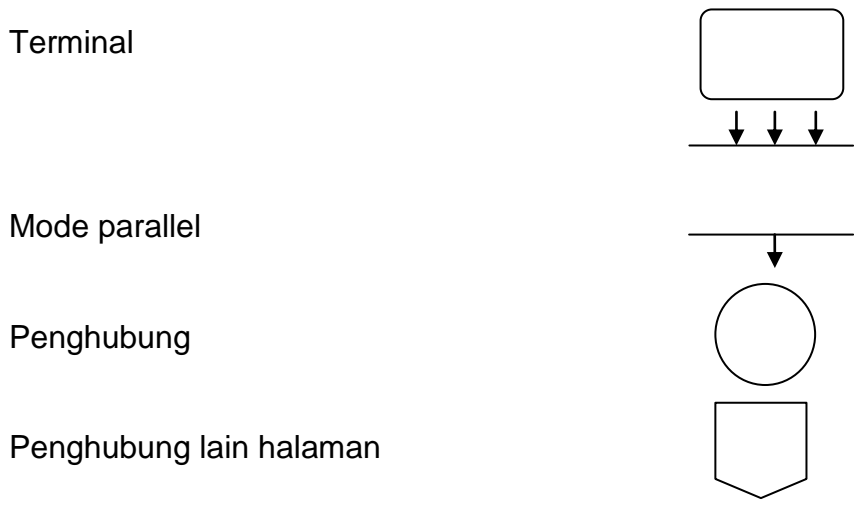 Terminal
Mode parallel
Penghubung
Penghubung lain halaman